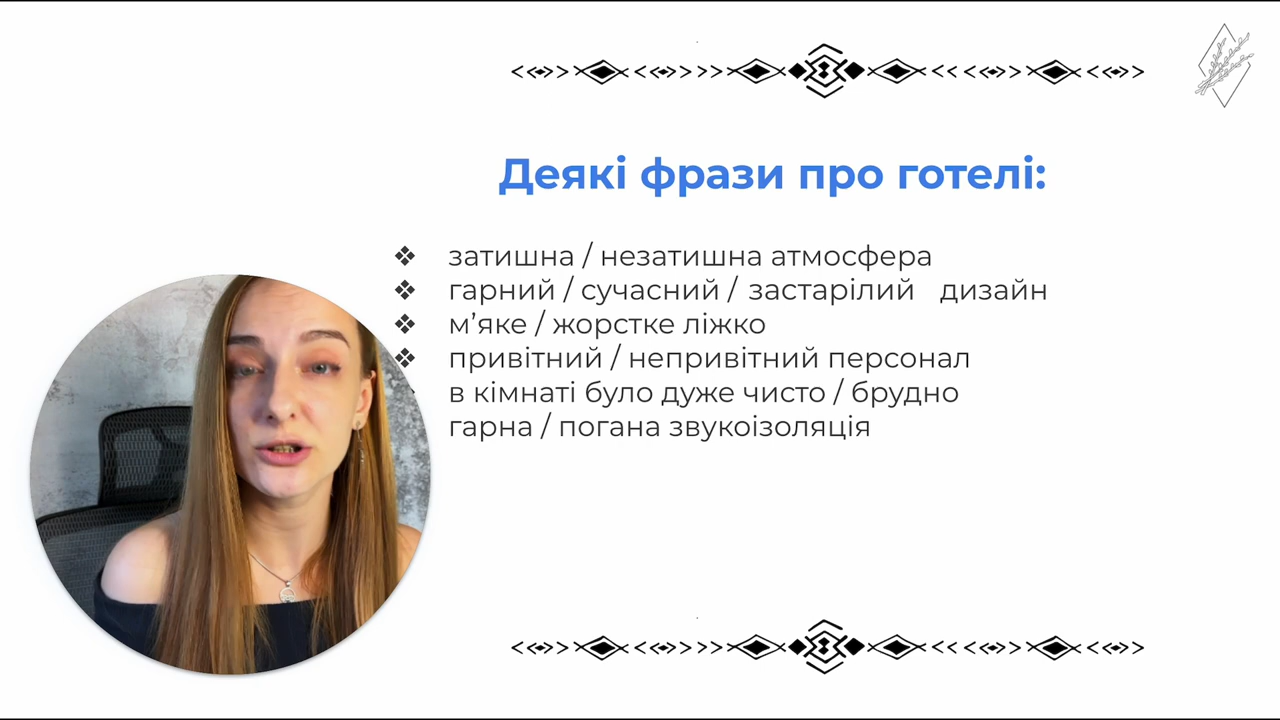 Деякі фрази про готелі:
затишна / незатишна атмосфера
гарний / сучасний / застарілий дизайн
м’яке / жорстке ліжко
привітний / непривітний персонал
в кімнаті було дуже чисто / брудно
гарна / погана звукоізоляція